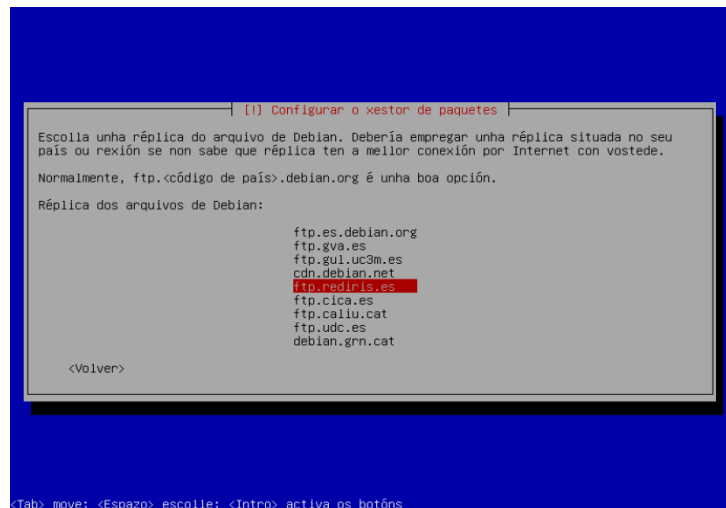 [!] Configurar o xestor de paquetes
Escolla unha réplica do arquivo de Debian. Debería empregar unha réplica situada no seu
país ou rexión se non sabe que réplica ten a mellor conexión por Internet con vostede.
Normalmente, ftp.<código de país>.debian.org é unha boa opción.
Réplica dos arquivos de Debian:
ftp.es.debian.org
ftp.gva.es
ftp.gul.uc3m.es
cdn.debian.net
ftp.rediris.es
ftp.cica.es
ftp.caliu.cat
ftp.udc.es
debian.grn.cat
<Volver>
<Tab> move; <Espazo> escolle; <Intro> activa os botóns